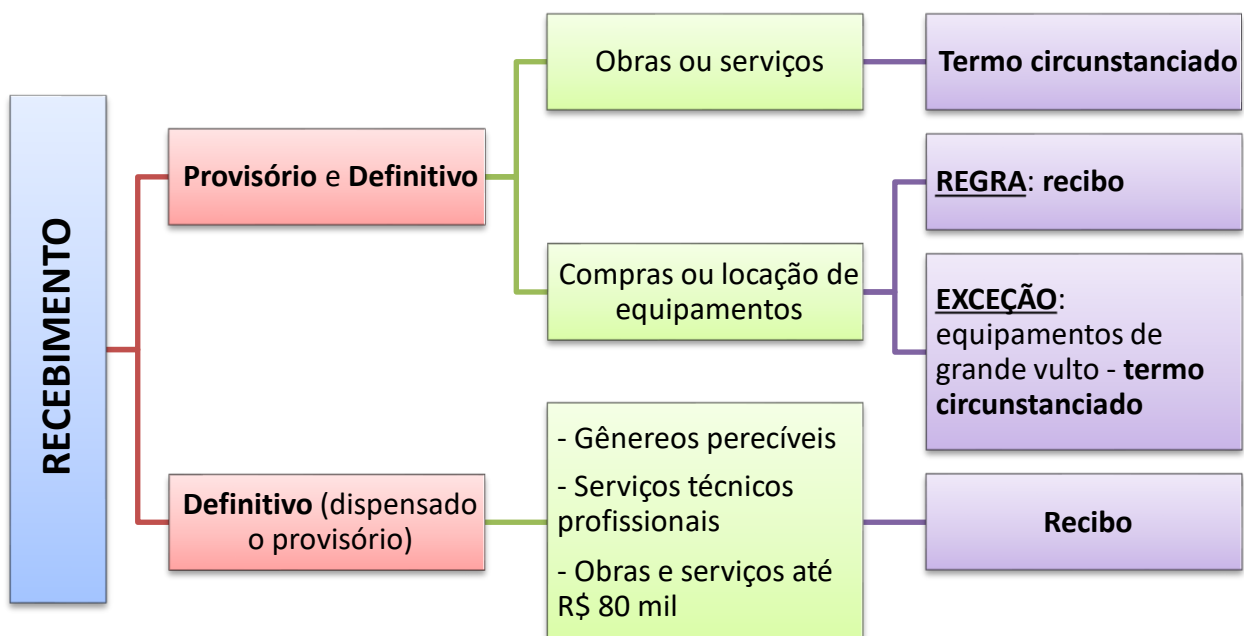 RECEBIMENTO
Provisório e Definitivo
Obras ou serviços
Termo circunstanciado
Compras ou locação de
equipamentos
REGRA: recibo
EXCEÇÃO:
equipamentos de
grande vulto - termo
circunstanciado
Definitivo (dispensado
o provisório)
- Gênereos perecíveis
- Serviços técnicos
profissionais
- Obras e serviços até
R$ 80 mil
Recibo